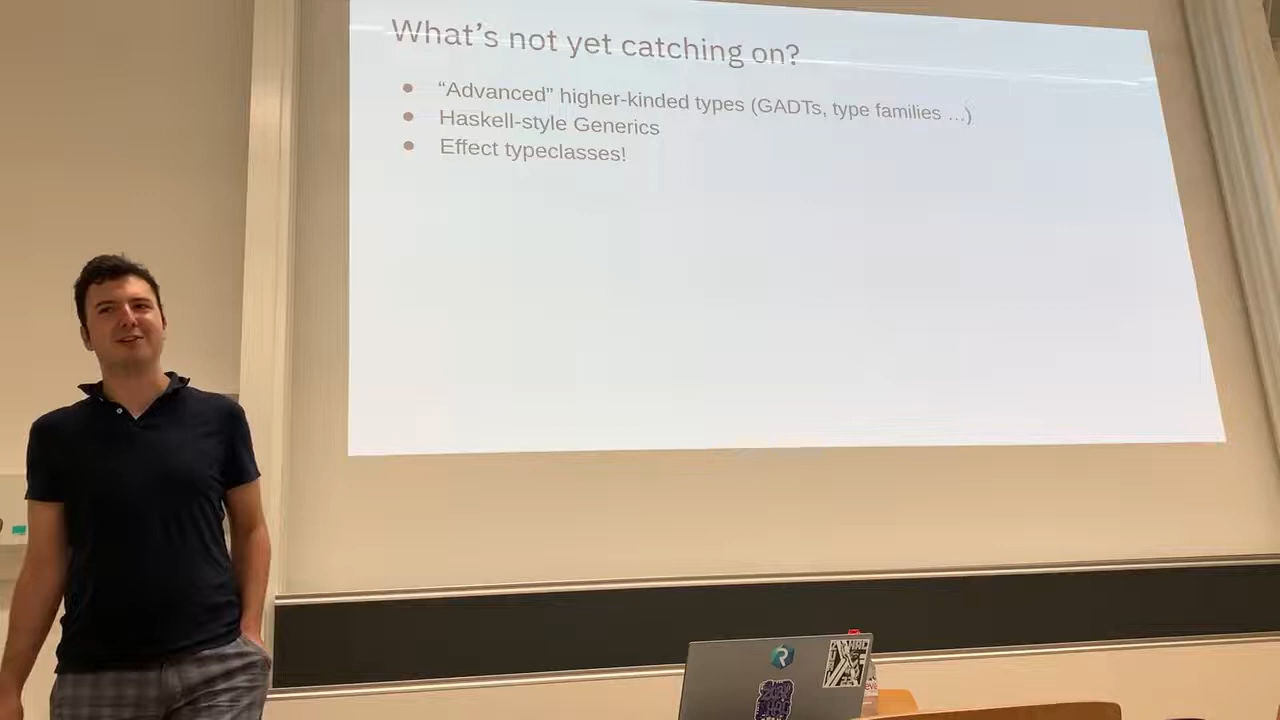 What's not yet catching on?
● “Advanced” higher-kinded types (GADTs, type families …)
● Haskell-style Generics
● Effect typeclasses!